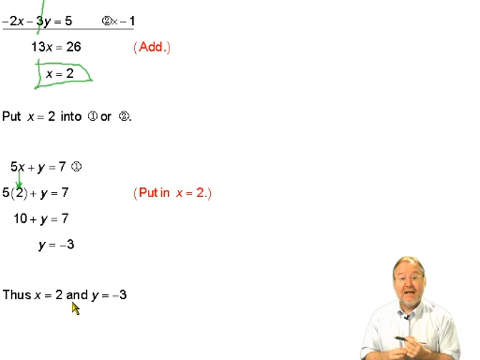 −2x − 3y = 5 ②×−1
13x = 26 (Add.)
x = 2
Put x = 2 into ① or ②.
5x + y = 7 ①
5(2) + y = 7 (Put in x = 2.)
10 + y = 7
y = −3
Thus x = 2 and y = −3